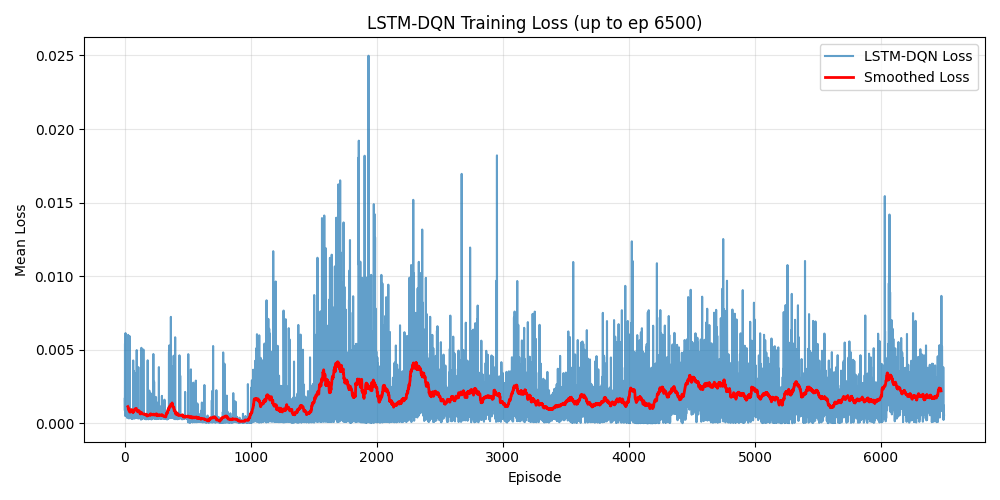 LSTM-DQN Training Loss (up to ep 6500)
LSTM-DQN Loss
Smoothed Loss
Mean Loss
0.025
0.020
0.015
0.010
0.005
0.000
0 1000 2000 3000 4000 5000 6000
Episode